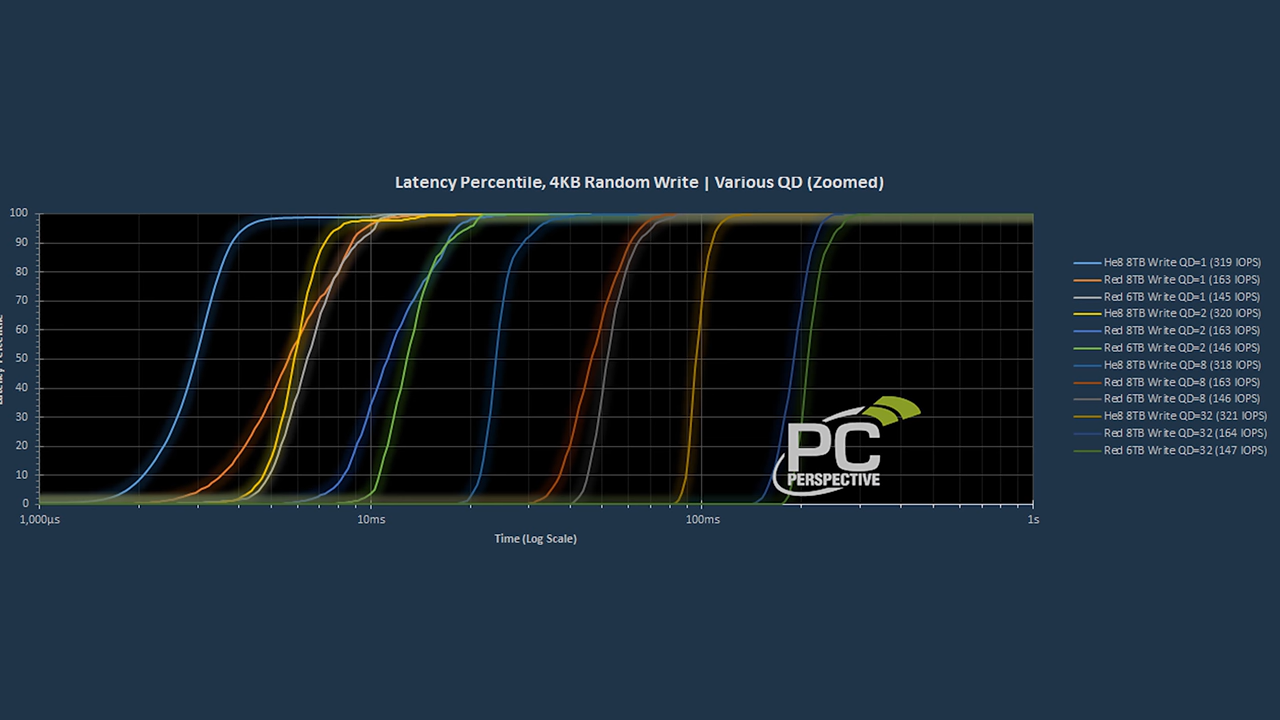 Latency Percentile, 4KB Random Write | Various QD (Zoomed)
100
90
80
70
60
50
40
30
20
10
0
1,000µs
10ms
100ms
1s
Time (Log Scale)
He8 8TB Write QD=1 (319 IOPS)
Red 8TB Write QD=1 (163 IOPS)
Red 6TB Write QD=1 (145 IOPS)
He8 8TB Write QD=2 (320 IOPS)
Red 8TB Write QD=2 (163 IOPS)
Red 6TB Write QD=2 (146 IOPS)
He8 8TB Write QD=8 (318 IOPS)
Red 8TB Write QD=8 (163 IOPS)
Red 6TB Write QD=8 (146 IOPS)
He8 8TB Write QD=32 (321 IOPS)
Red 8TB Write QD=32 (164 IOPS)
Red 6TB Write QD=32 (147 IOPS)
PC
PERSPECTIVE